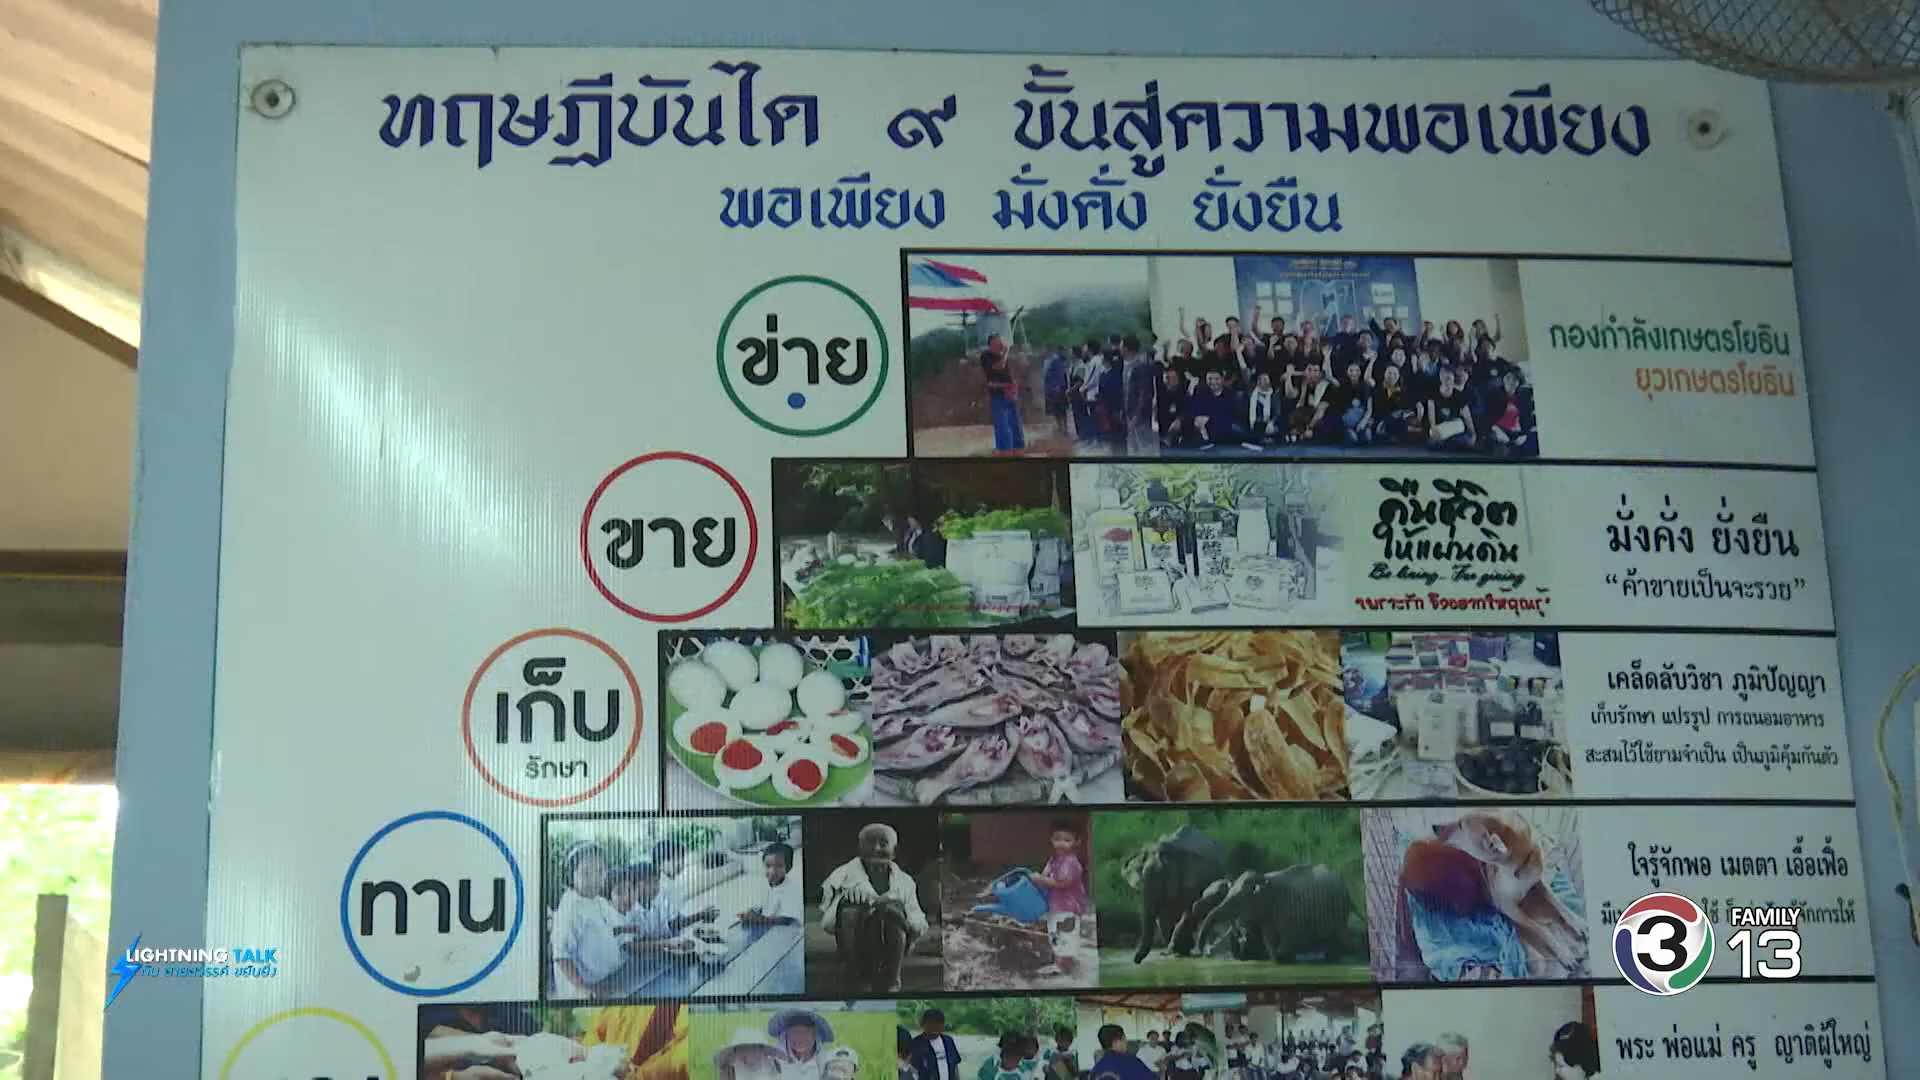 ทฤษฎีบันได ๙ ขั้นสู่ความพอเพียง
พอเพียง มั่งคั่ง ยั่งยืน
ข่าย
กองกำลังเกษตรโยธิน
ยุวเกษตรโยธิน
ขาย
คืนชีวิต
ให้แผ่นดิน
มั่งคั่ง ยั่งยืน
“ค้าขายเป็นจะรวย”
เก็บ
รักษา
เคล็ดลับวิชา ภูมิปัญญา
เก็บรักษา แปรรูป การถนอมอาหาร
สะสมไว้ใช้ยามจำเป็น เป็นภูมิคุ้มกันตัว
ทาน
ใจรู้จักพอ เมตตา เอื้อเฟื้อ
พระ พ่อแม่ ครู ญาติผู้ใหญ่
LIGHTNING TALK
กับ
3 FAMILY
13